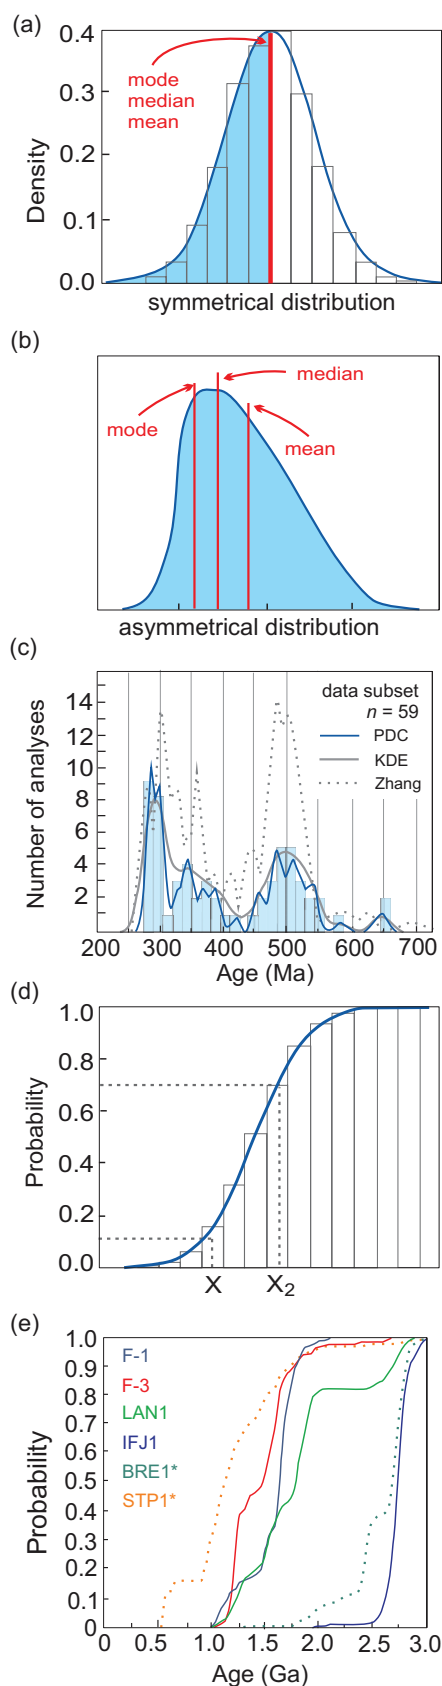 (a)
0.4
0.3
0.2
0.1
0.0
Density
mode
median
mean
symmetrical distribution
(b)
median
mode
mean
asymmetrical distribution
(c)
14
12
10
8
6
4
2
Number of analyses
data subset
n = 59
PDC
KDE
Zhang
200 300 400 500 600 700
Age (Ma)
(d)
1.0
0.8
0.6
0.4
0.2
0.0
Probability
X X2
(e)
1.0
0.9
0.8
0.7
0.6
0.5
0.4
0.3
0.2
0.1
0
Probability
F-1
F-3
LAN1
IFJ1
BRE1*
STP1*
0 0.5 1.0 1.5 2.0 2.5 3.0
Age (Ga)